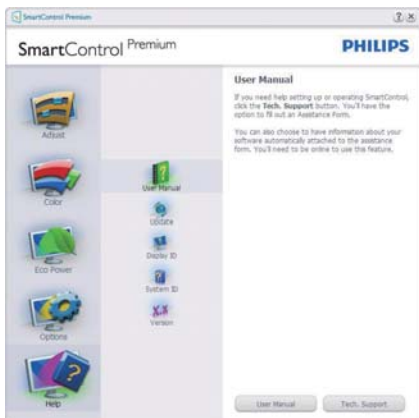 SmartControl Premium
SmartControl Premium
PHILIPS
Adjust
Color
Eco Power
Options
Help
User Manual
Update
Display ID
System ID
Version
User Manual
If you need help setting up or operating SmartControl,
click the Tech. Support button. You'll have the
option to fill out an Assistance Form.
You can also choose to have information about your
software automatically attached to the assistance
form. You'll need to be online to use this feature.
User Manual
Tech. Support